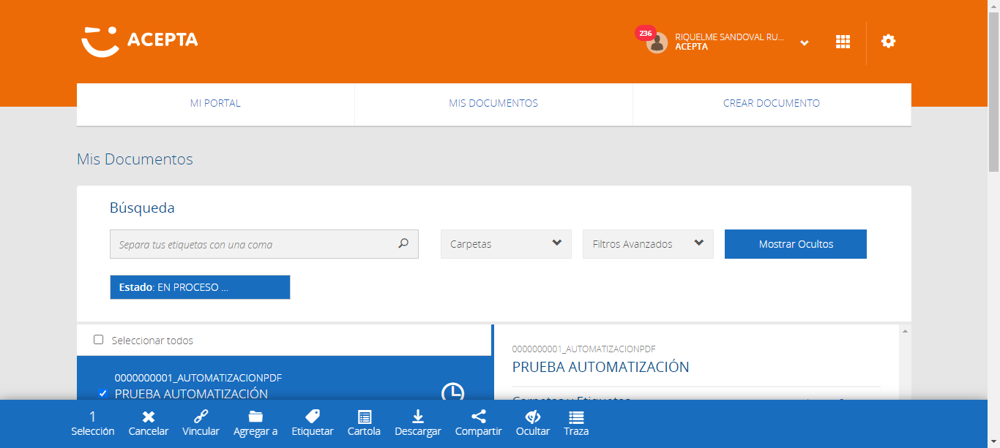 ACEPTA
236
RIQUELME SANDOVAL RU...
ACEPTA
MI PORTAL
MIS DOCUMENTOS
CREAR DOCUMENTO
Mis Documentos
Búsqueda
Separa tus etiquetas con una coma
Carpetas
Filtros Avanzados
Mostrar Ocultos
Estado: EN PROCESO ...
Seleccionar todos
0000000001_AUTOMATIZACIONPDF
PRUEBA AUTOMATIZACIÓN
0000000001_AUTOMATIZACIONPDF
PRUEBA AUTOMATIZACIÓN
Carpetas y Etiquetas
1
Selección
Cancelar
Vincular
Agregar a
Etiquetar
Cartola
Descargar
Compartir
Ocultar
Traza